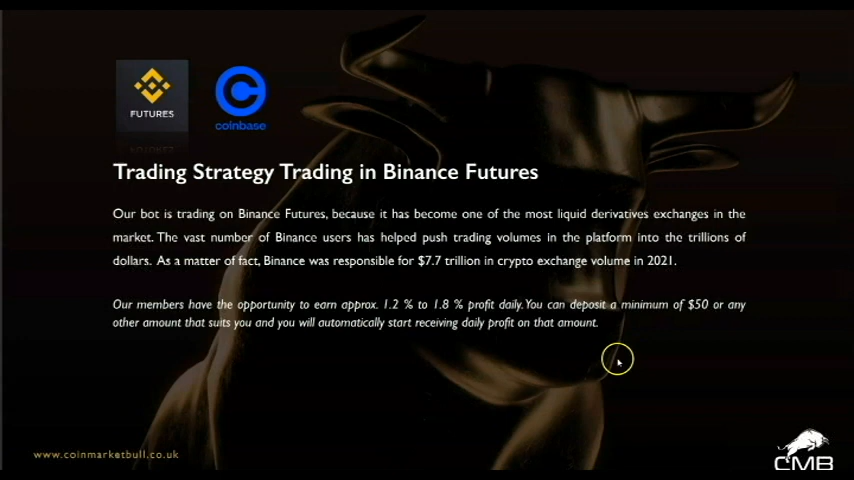 FUTURES
coinbase
Trading Strategy Trading in Binance Futures
Our bot is trading on Binance Futures, because it has become one of the most liquid derivatives exchanges in the
market. The vast number of Binance users has helped push trading volumes in the platform into the trillions of
dollars. As a matter of fact, Binance was responsible for $7.7 trillion in crypto exchange volume in 2021.
Our members have the opportunity to earn approx. 1.2 % to 1.8 % profit daily. You can deposit a minimum of $50 or any
other amount that suits you and you will automatically start receiving daily profit on that amount.
www.coinmarketbull.co.uk
CMB